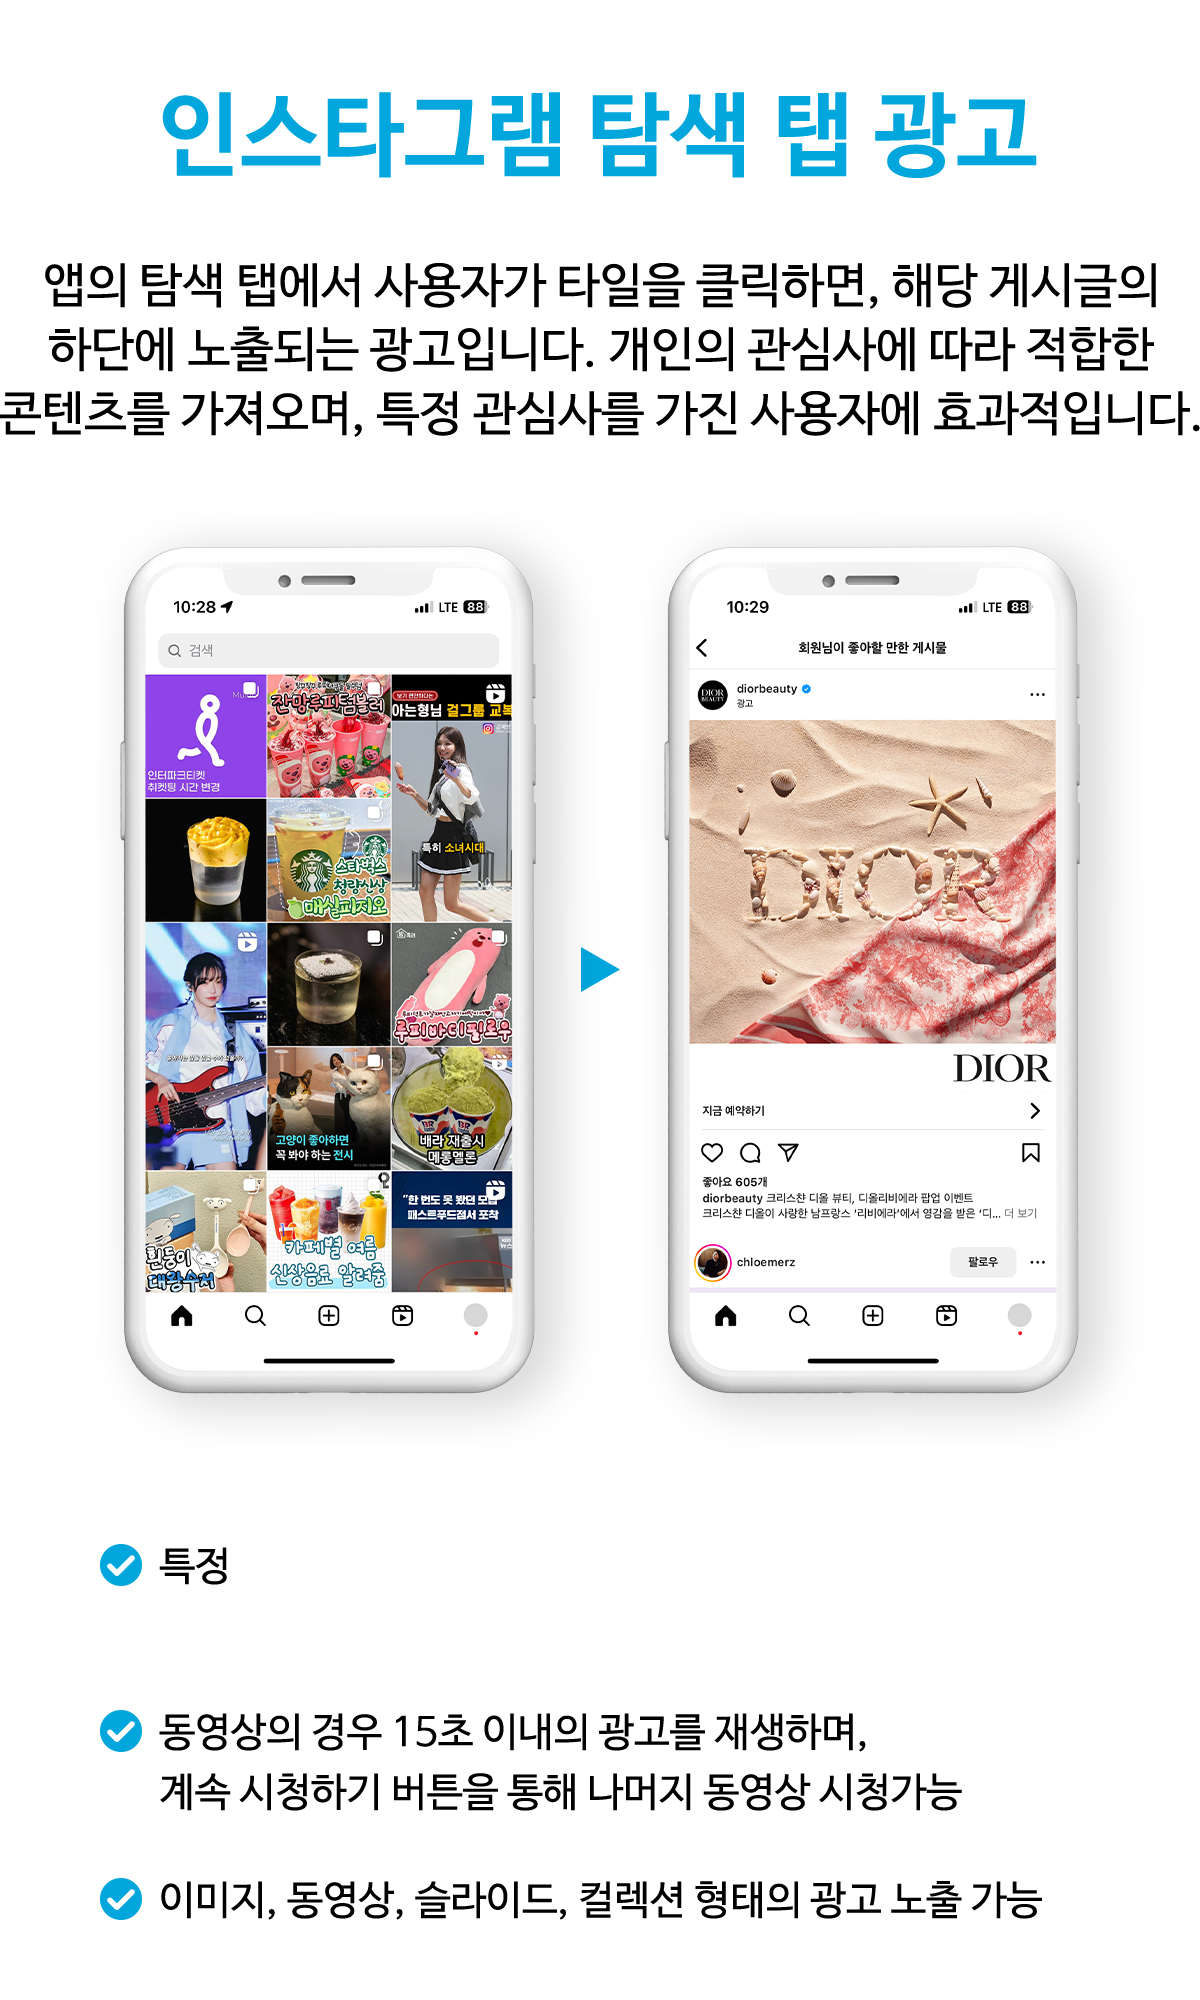 인스타그램 탐색 탭 광고
앱의 탐색 탭에서 사용자가 타일을 클릭하면, 해당 게시글의
하단에 노출되는 광고입니다. 개인의 관심사에 따라 적합한
콘텐츠를 가져오며, 특정 관심사를 가진 사용자에 효과적입니다.
10:28
LTE 88
검색
인터파크티켓
취켓팅 시간 변경
잔망루피텀블러
보기 편안하다는
아는형님 걸그룹 교복
특히 소녀시대
스타벅스
청량신상
매실피지오
루피바디필로우
고양이 좋아하면
꼭 봐야 하는 전시
BR
BR
배라 재출시
메롱멜론
흰둥이
대왕수저
카페별 여름
신상음료 알려줌
"한 번도 못 봤던 모습"
패스트푸드점서 포착
10:29
LTE 88
회원님이 좋아할 만한 게시물
DIOR
BEAUTY
diorbeauty
광고
DIOR
DIOR
지금 예약하기
좋아요 605개
diorbeauty 크리스챤 디올 뷰티, 디올리비에라 팝업 이벤트
크리스챤 디올이 사랑한 남프랑스 '리비에라'에서 영감을 받은 '디... 더 보기
chloemerz
팔로우
특정
동영상의 경우 15초 이내의 광고를 재생하며,
계속 시청하기 버튼을 통해 나머지 동영상 시청가능
이미지, 동영상, 슬라이드, 컬렉션 형태의 광고 노출 가능